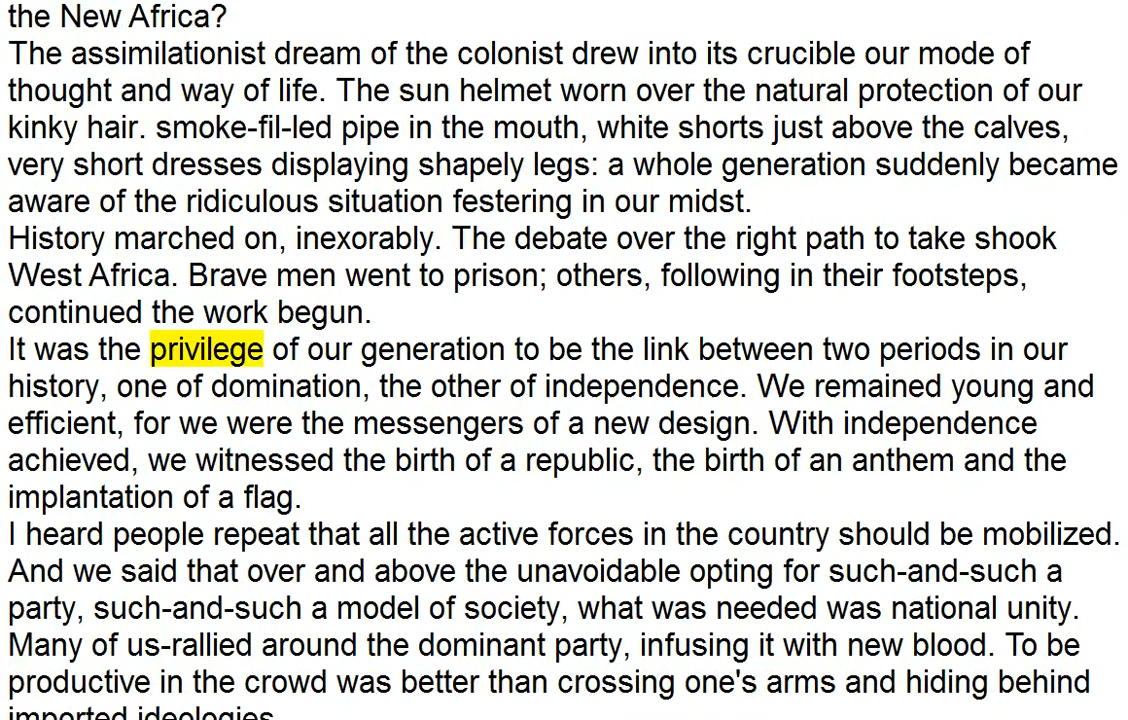 the New Africa?
The assimilationist dream of the colonist drew into its crucible our mode of
thought and way of life. The sun helmet worn over the natural protection of our
kinky hair. smoke-fil-led pipe in the mouth, white shorts just above the calves,
very short dresses displaying shapely legs: a whole generation suddenly became
aware of the ridiculous situation festering in our midst.
History marched on, inexorably. The debate over the right path to take shook
West Africa. Brave men went to prison; others, following in their footsteps,
continued the work begun.
It was the privilege of our generation to be the link between two periods in our
history, one of domination, the other of independence. We remained young and
efficient, for we were the messengers of a new design. With independence
achieved, we witnessed the birth of a republic, the birth of an anthem and the
implantation of a flag.
I heard people repeat that all the active forces in the country should be mobilized.
And we said that over and above the unavoidable opting for such-and-such a
party, such-and-such a model of society, what was needed was national unity.
Many of us-rallied around the dominant party, infusing it with new blood. To be
productive in the crowd was better than crossing one's arms and hiding behind
imported ideologies.